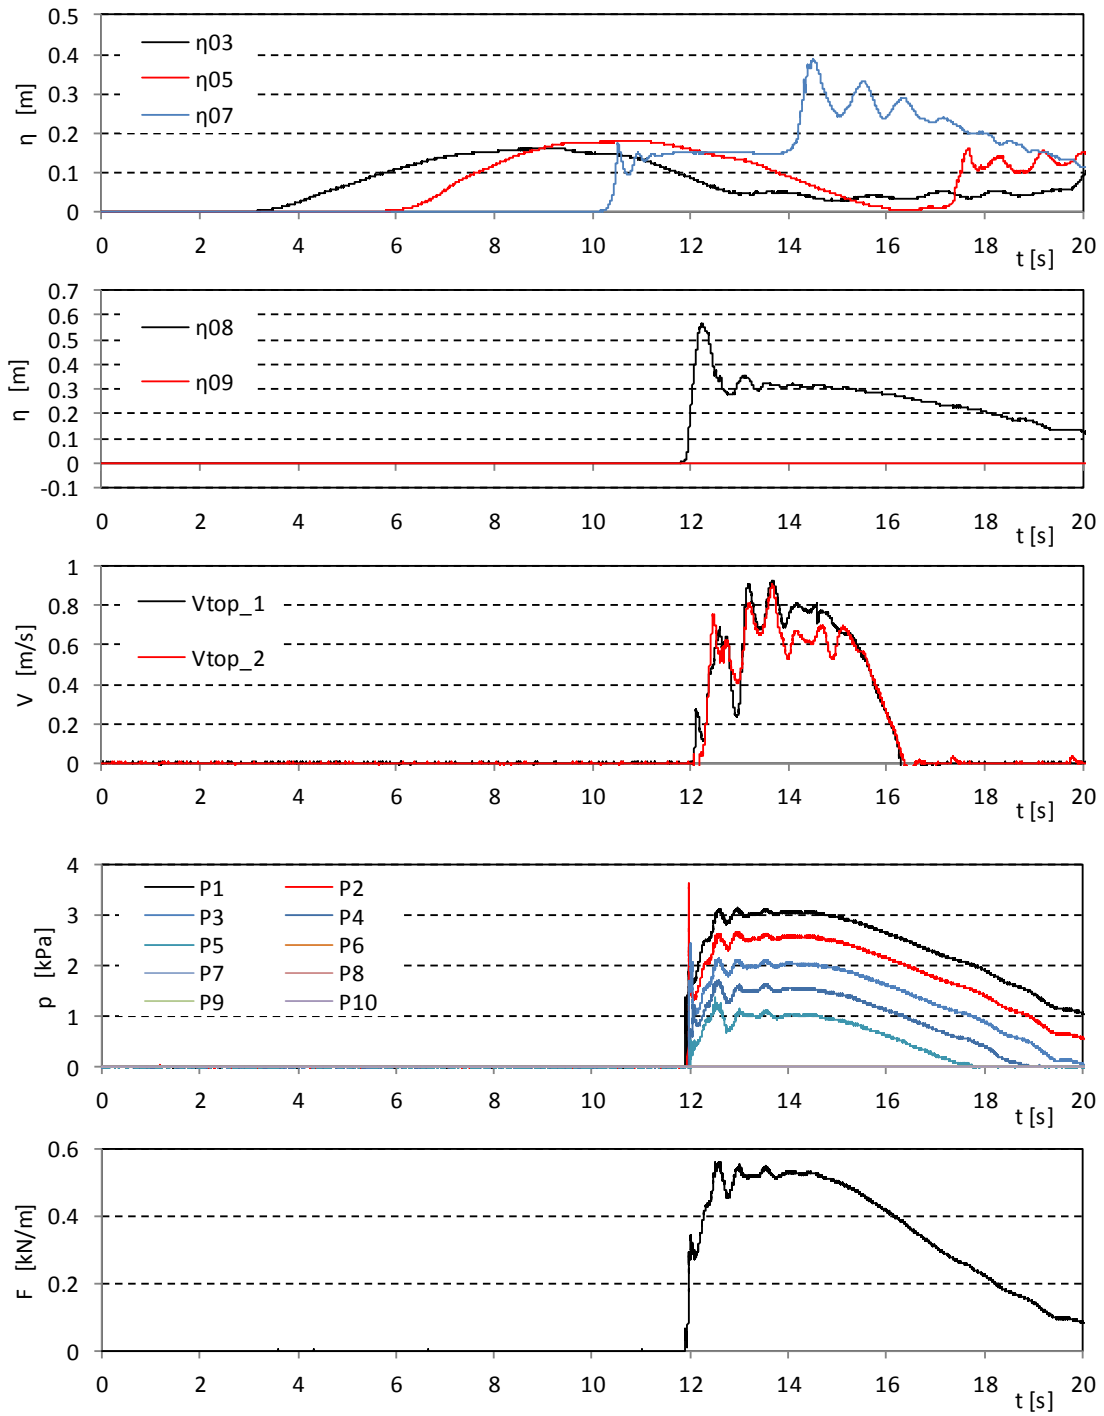 0.5
0.4
0.3
0.2
0.1
0
η [m]
η03
η05
η07
0 2 4 6 8 10 12 14 16 18 20
t [s]
0.7
0.6
0.5
0.4
0.3
0.2
0.1
0
-0.1
η [m]
η08
η09
0 2 4 6 8 10 12 14 16 18 20
t [s]
1
0.8
0.6
0.4
0.2
0
V [m/s]
Vtop_1
Vtop_2
0 2 4 6 8 10 12 14 16 18 20
t [s]
4
3
2
1
0
p [kPa]
P1 P2
P3 P4
P5 P6
P7 P8
P9 P10
0 2 4 6 8 10 12 14 16 18 20
t [s]
0.6
0.4
0.2
0
F [kN/m]
0 2 4 6 8 10 12 14 16 18 20
t [s]